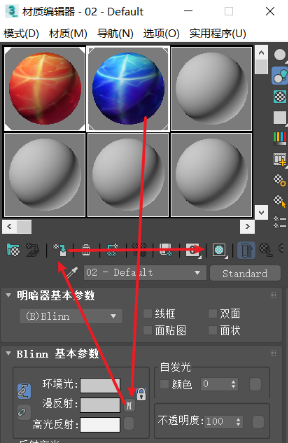 材质编辑器 - 02 - Default
模式(D) 材质(M) 导航(N) 选项(O) 实用程序(U)
02 - Default
Standard
明暗器基本参数
(B)Blinn
线框
双面
面贴图
面状
Blinn 基本参数
自发光
环境光:
颜色
0
漫反射:
M
高光反射:
不透明度:
100